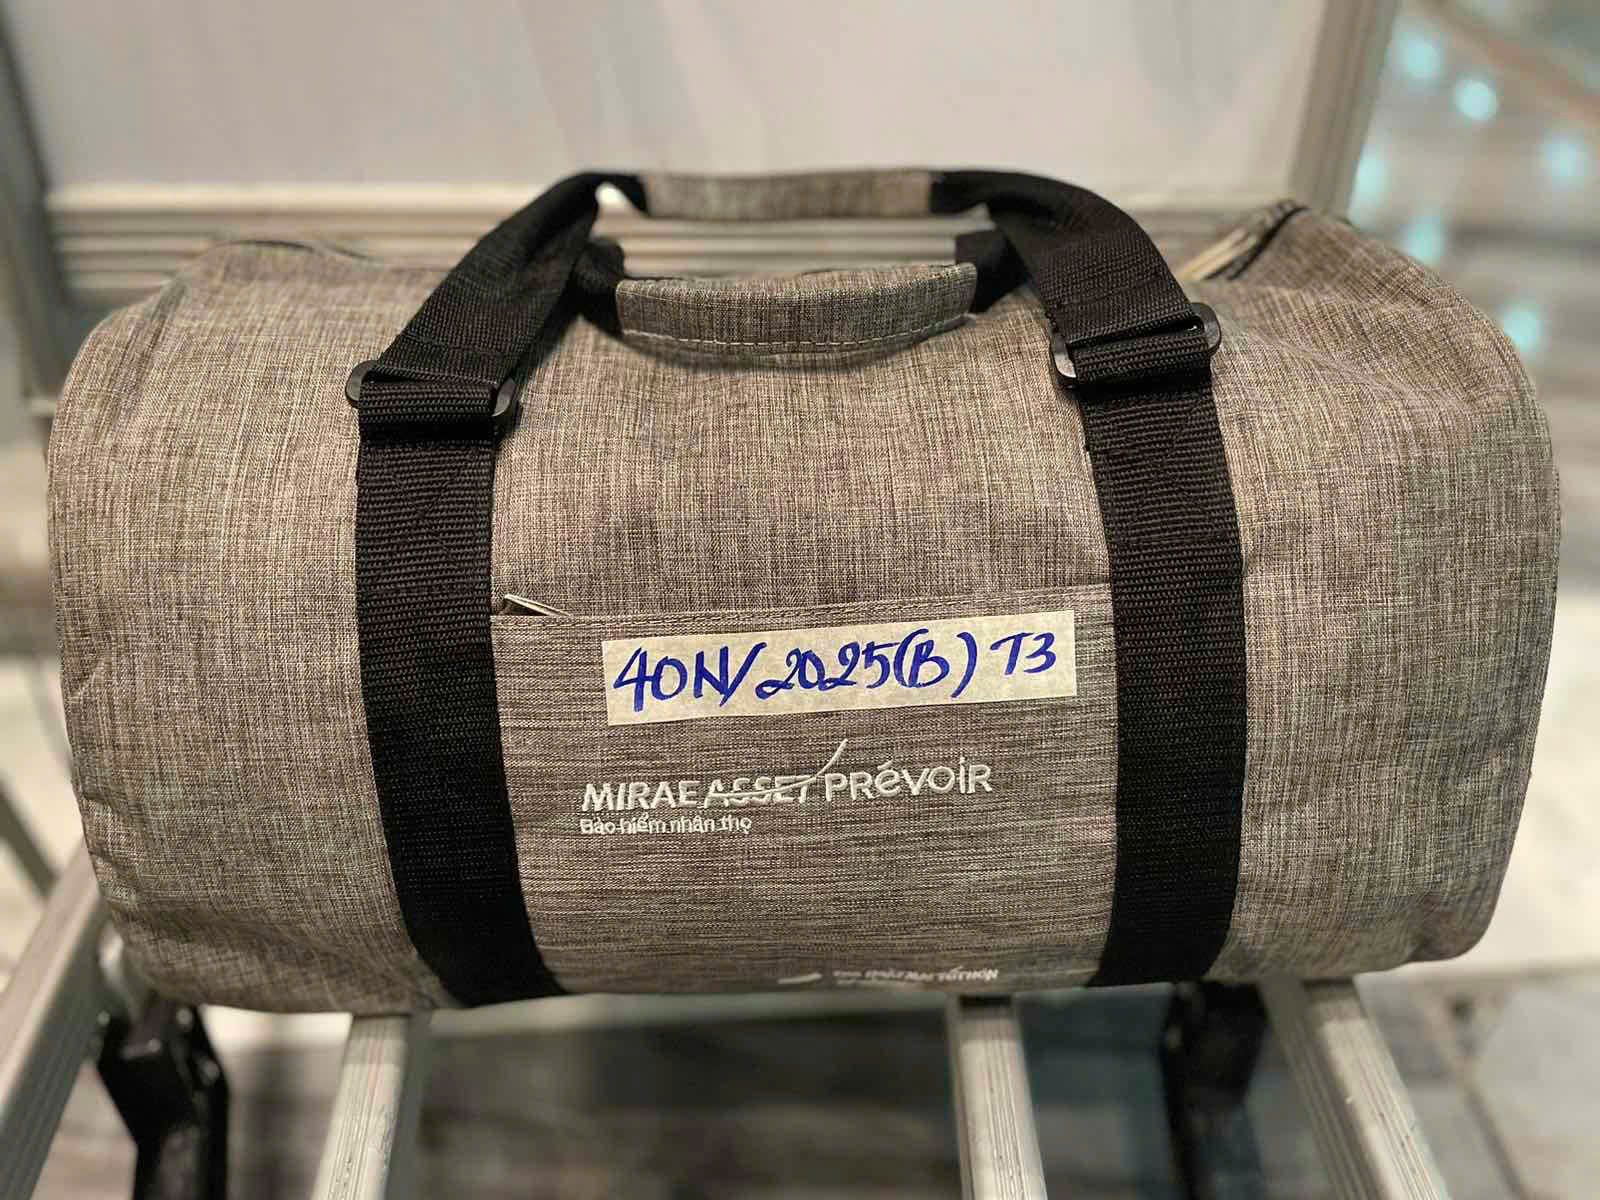 40N/2025(B) T3
MIRAE ASSET PRÉVOIR
Bảo hiểm nhân thọ